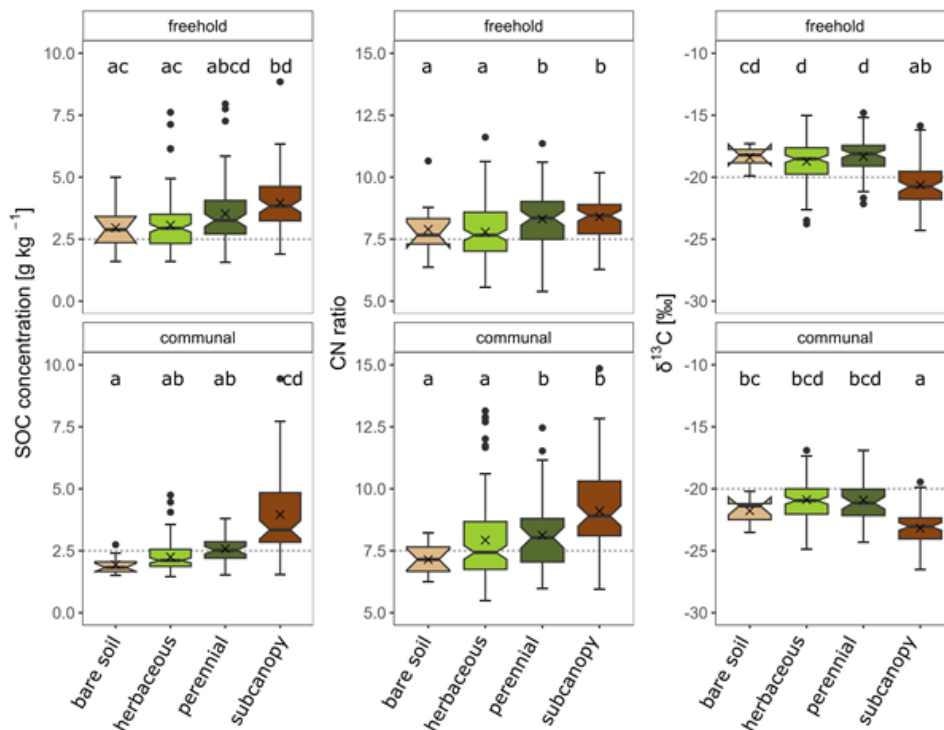 freehold
freehold
freehold
SOC concentration [g kg⁻¹]
10.0
7.5
5.0
2.5
0.0
ac ac abcd bd
CN ratio
15.0
12.5
10.0
7.5
5.0
a a b b
δ¹³C [‰]
-10
-15
-20
-25
-30
cd d d ab
communal
communal
communal
10.0
7.5
5.0
2.5
0.0
a ab ab cd
15.0
12.5
10.0
7.5
5.0
a a b b
-10
-15
-20
-25
-30
bc bcd bcd a
bare soil
herbaceous
perennial
subcanopy
bare soil
herbaceous
perennial
subcanopy
bare soil
herbaceous
perennial
subcanopy